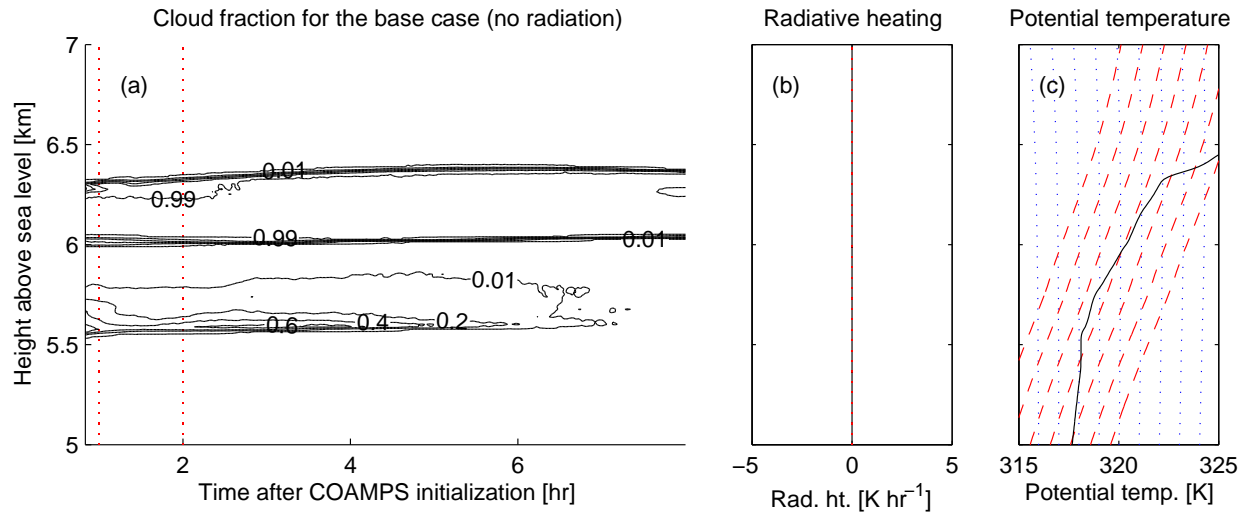 Cloud fraction for the base case (no radiation)
Radiative heating
Potential temperature
7
6.5
6
5.5
5
Height above sea level [km]
(a)
0.01
0.99
0.99
0.01
0.01
0.6
0.4
0.2
2
4
6
Time after COAMPS initialization [hr]
(b)
−5
0
5
Rad. ht. [K hr⁻¹]
(c)
315
320
325
Potential temp. [K]